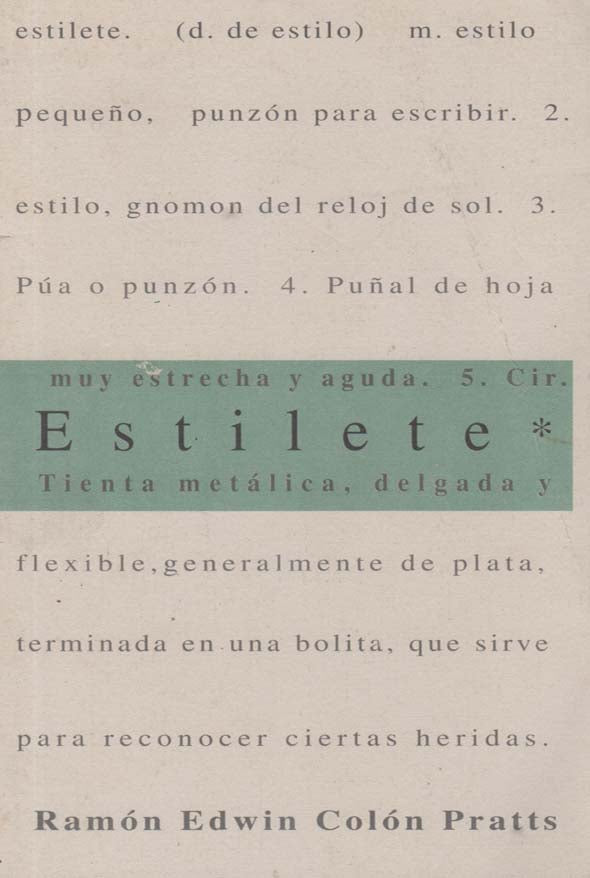 estilete. (d. de estilo) m. estilo
pequeño, punzón para escribir. 2.
estilo, gnomon del reloj de sol. 3.
Púa o punzón. 4. Puñal de hoja
muy estrecha y aguda. 5. Cir.
Estilete*
Tienta metálica, delgada y
flexible,generalmente de plata,
terminada en una bolita, que sirve
para reconocer ciertas heridas.
Ramón Edwin Colón Pratts